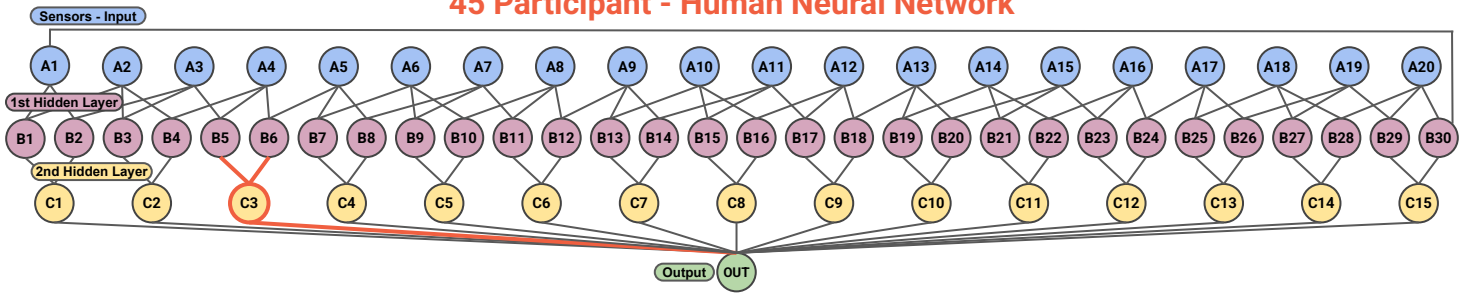 45 Participant - Human Neural Network
Sensors - Input
A1 A2 A3 A4 A5 A6 A7 A8 A9 A10 A11 A12 A13 A14 A15 A16 A17 A18 A19 A20
1st Hidden Layer
B1 B2 B3 B4 B5 B6 B7 B8 B9 B10 B11 B12 B13 B14 B15 B16 B17 B18 B19 B20 B21 B22 B23 B24 B25 B26 B27 B28 B29 B30
2nd Hidden Layer
C1 C2 C3 C4 C5 C6 C7 C8 C9 C10 C11 C12 C13 C14 C15
Output OUT